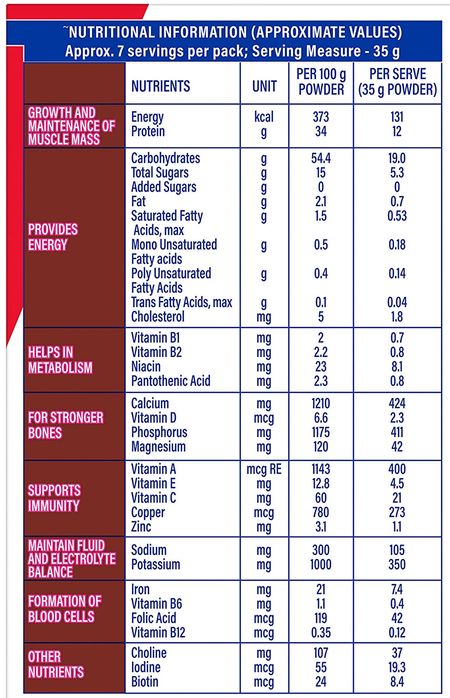 ~NUTRITIONAL INFORMATION (APPROXIMATE VALUES)
Approx. 7 servings per pack; Serving Measure - 35 g
NUTRIENTS UNIT PER 100 g POWDER PER SERVE (35 g POWDER)
GROWTH AND MAINTENANCE OF MUSCLE MASS
Energy kcal 373 131
Protein g 34 12
PROVIDES ENERGY
Carbohydrates g 54.4 19.0
Total Sugars g 15 5.3
Added Sugars g 0 0
Fat g 2.1 0.7
Saturated Fatty Acids, max g 1.5 0.53
Mono Unsaturated Fatty acids g 0.5 0.18
Poly Unsaturated Fatty Acids g 0.4 0.14
Trans Fatty Acids, max g 0.1 0.04
Cholesterol mg 5 1.8
HELPS IN METABOLISM
Vitamin B1 mg 2 0.7
Vitamin B2 mg 2.2 0.8
Niacin mg 23 8.1
Pantothenic Acid mg 2.3 0.8
FOR STRONGER BONES
Calcium mg 1210 424
Vitamin D mcg 6.6 2.3
Phosphorus mg 1175 411
Magnesium mg 120 42
SUPPORTS IMMUNITY
Vitamin A mcg RE 1143 400
Vitamin E mg 12.8 4.5
Vitamin C mg 60 21
Copper mcg 780 273
Zinc mg 3.1 1.1
MAINTAIN FLUID AND ELECTROLYTE BALANCE
Sodium mg 300 105
Potassium mg 1000 350
FORMATION OF BLOOD CELLS
Iron mg 21 7.4
Vitamin B6 mg 1.1 0.4
Folic Acid mcg 119 42
Vitamin B12 mcg 0.35 0.12
OTHER NUTRIENTS
Choline mg 107 37
Iodine mcg 55 19.3
Biotin mcg 24 8.4